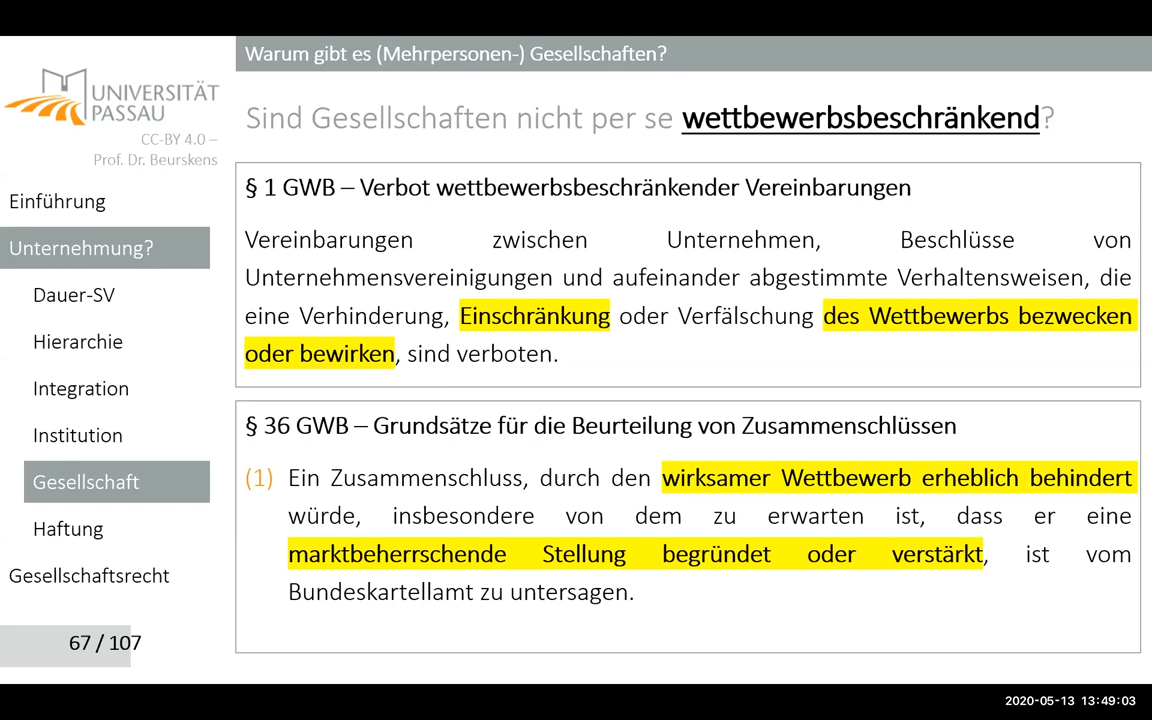 Warum gibt es (Mehrpersonen-) Gesellschaften?
UNIVERSITÄT
PASSAU
CC-BY 4.0 –
Prof. Dr. Beurskens
Einführung
Unternehmung?
Dauer-SV
Hierarchie
Integration
Institution
Gesellschaft
Haftung
Gesellschaftsrecht
67 / 107
Sind Gesellschaften nicht per se wettbewerbsbeschränkend?
§ 1 GWB – Verbot wettbewerbsbeschränkender Vereinbarungen
Vereinbarungen zwischen Unternehmen, Beschlüsse von
Unternehmensvereinigungen und aufeinander abgestimmte Verhaltensweisen, die
eine Verhinderung, Einschränkung oder Verfälschung des Wettbewerbs bezwecken
oder bewirken, sind verboten.
§ 36 GWB – Grundsätze für die Beurteilung von Zusammenschlüssen
(1) Ein Zusammenschluss, durch den wirksamer Wettbewerb erheblich behindert
würde, insbesondere von dem zu erwarten ist, dass er eine
marktbeherrschende Stellung begründet oder verstärkt, ist vom
Bundeskartellamt zu untersagen.
2020-05-13 13:49:03